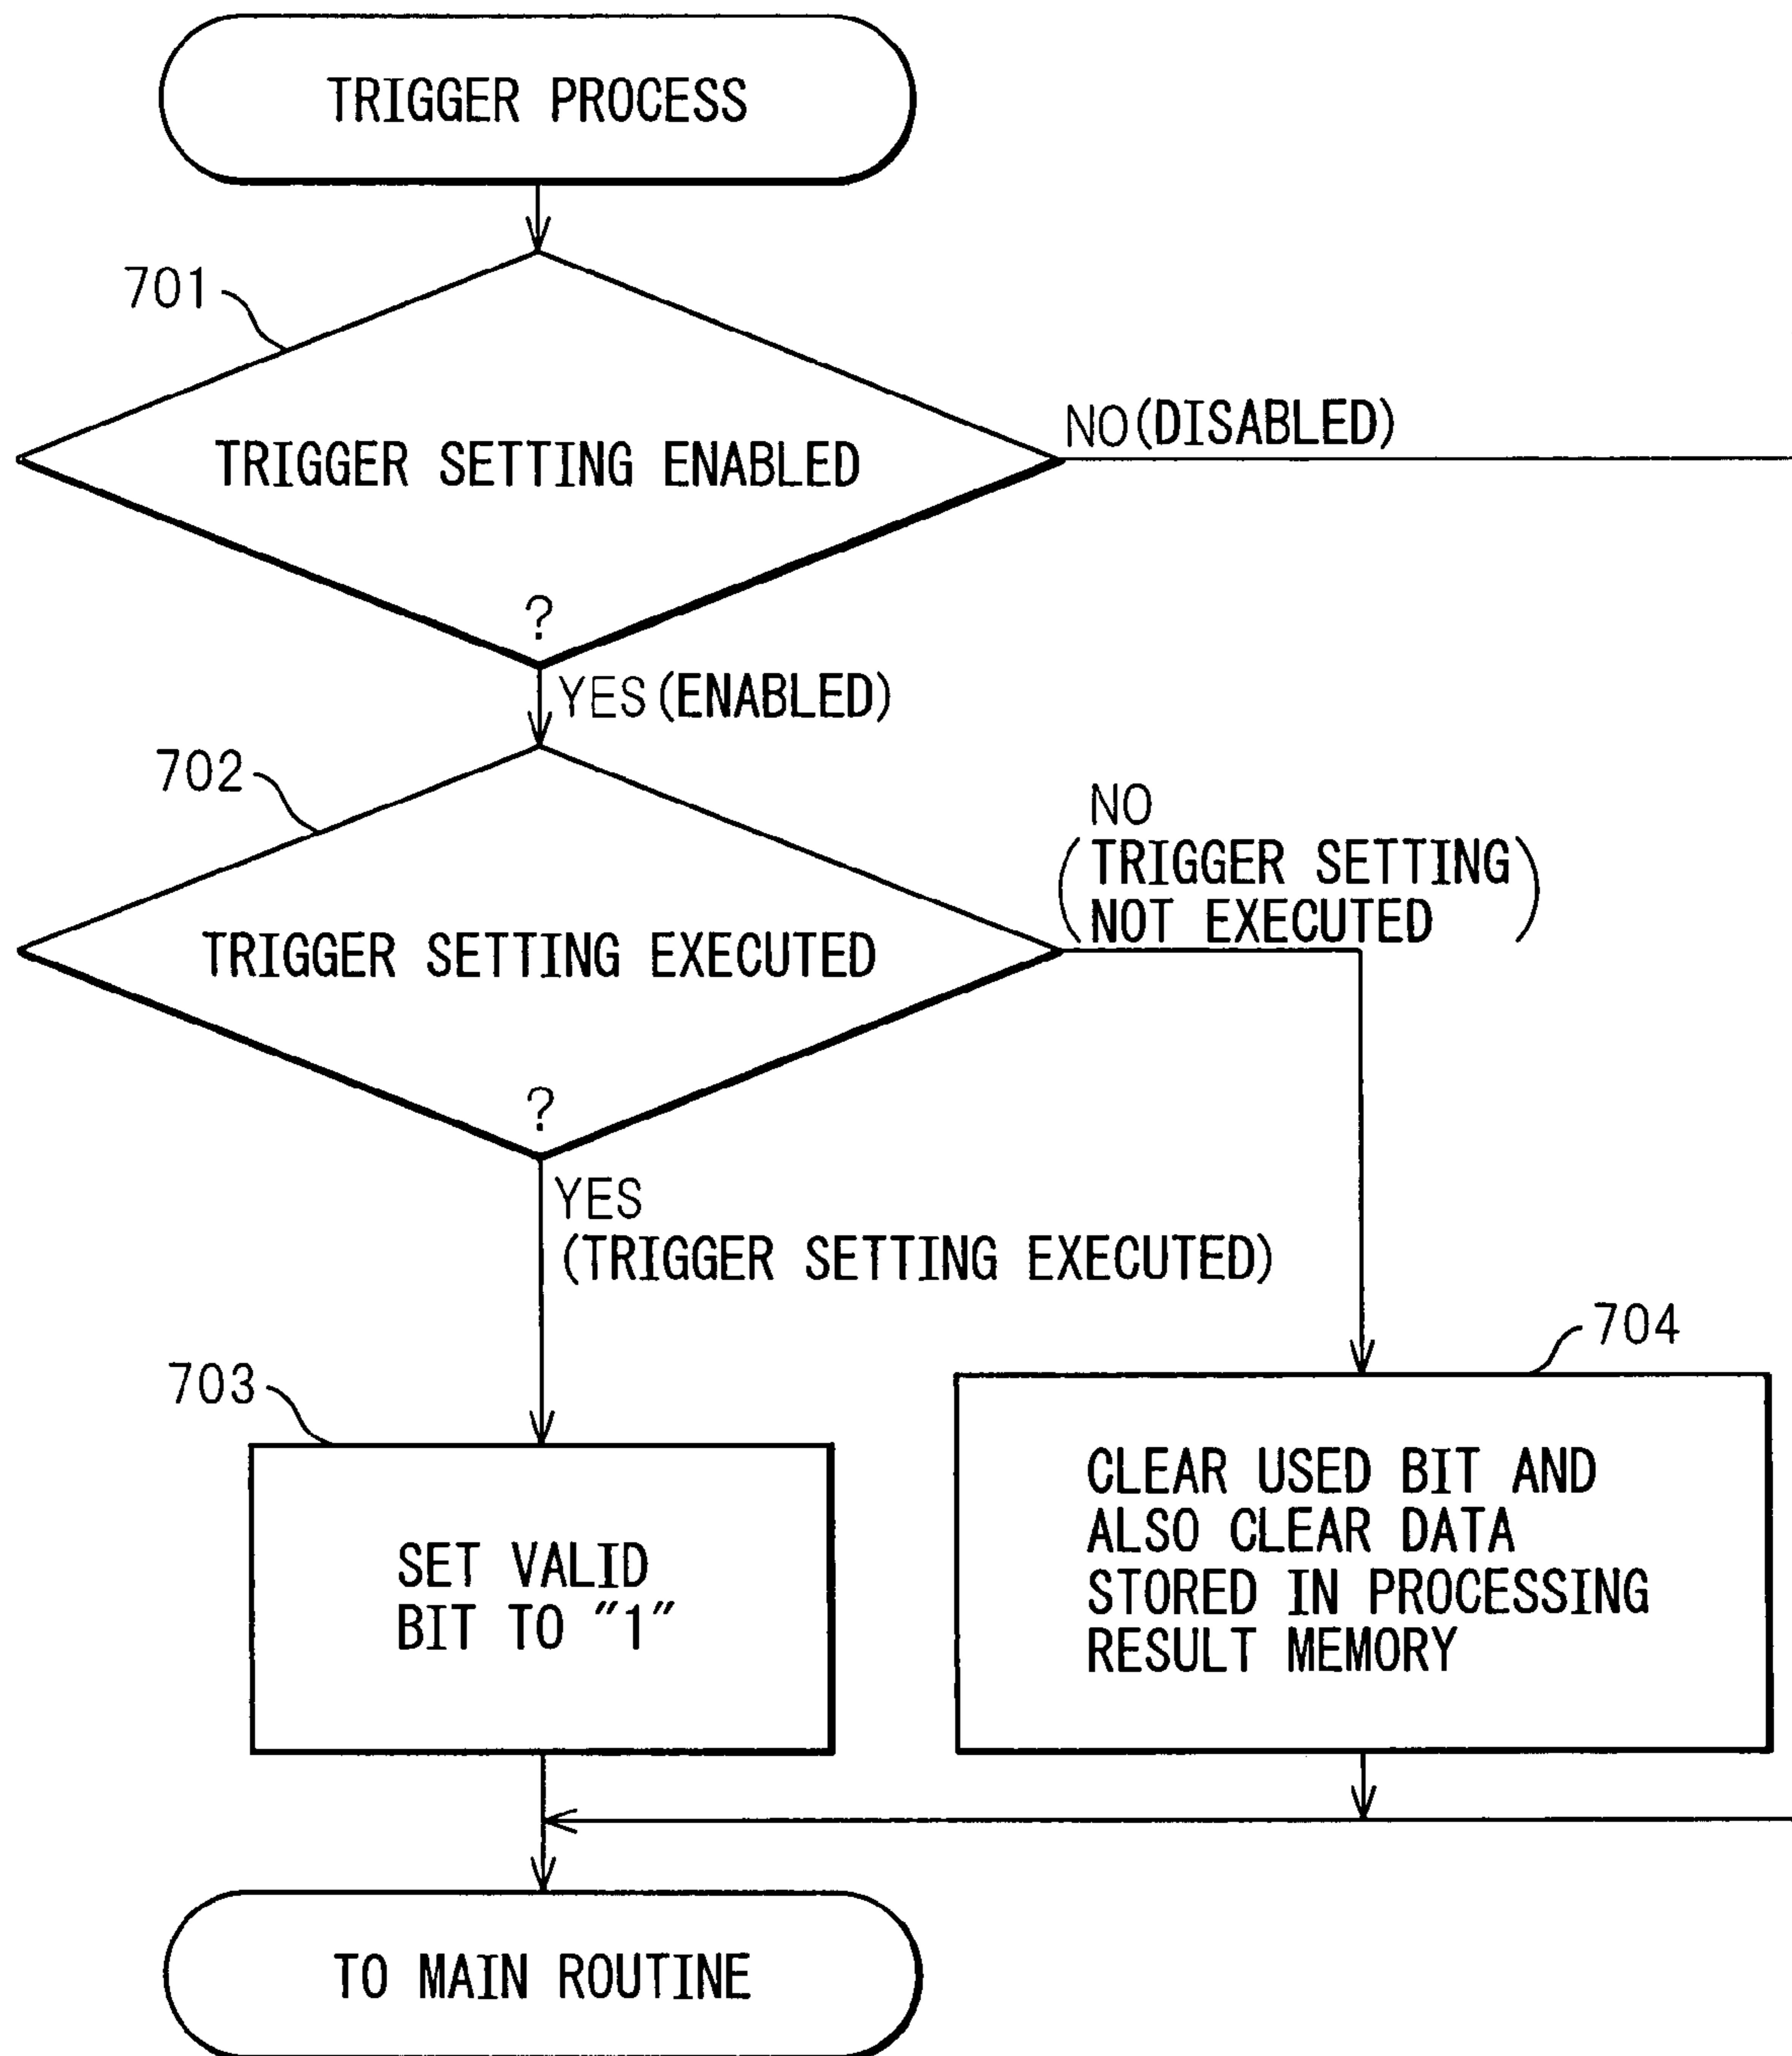 TRIGGER PROCESS
701
NO (DISABLED)
TRIGGER SETTING ENABLED
?
YES (ENABLED)
702
NO
(TRIGGER SETTING
NOT EXECUTED)
TRIGGER SETTING EXECUTED
?
YES
(TRIGGER SETTING EXECUTED)
703
SET VALID
BIT TO "1"
704
CLEAR USED BIT AND
ALSO CLEAR DATA
STORED IN PROCESSING
RESULT MEMORY
TO MAIN ROUTINE